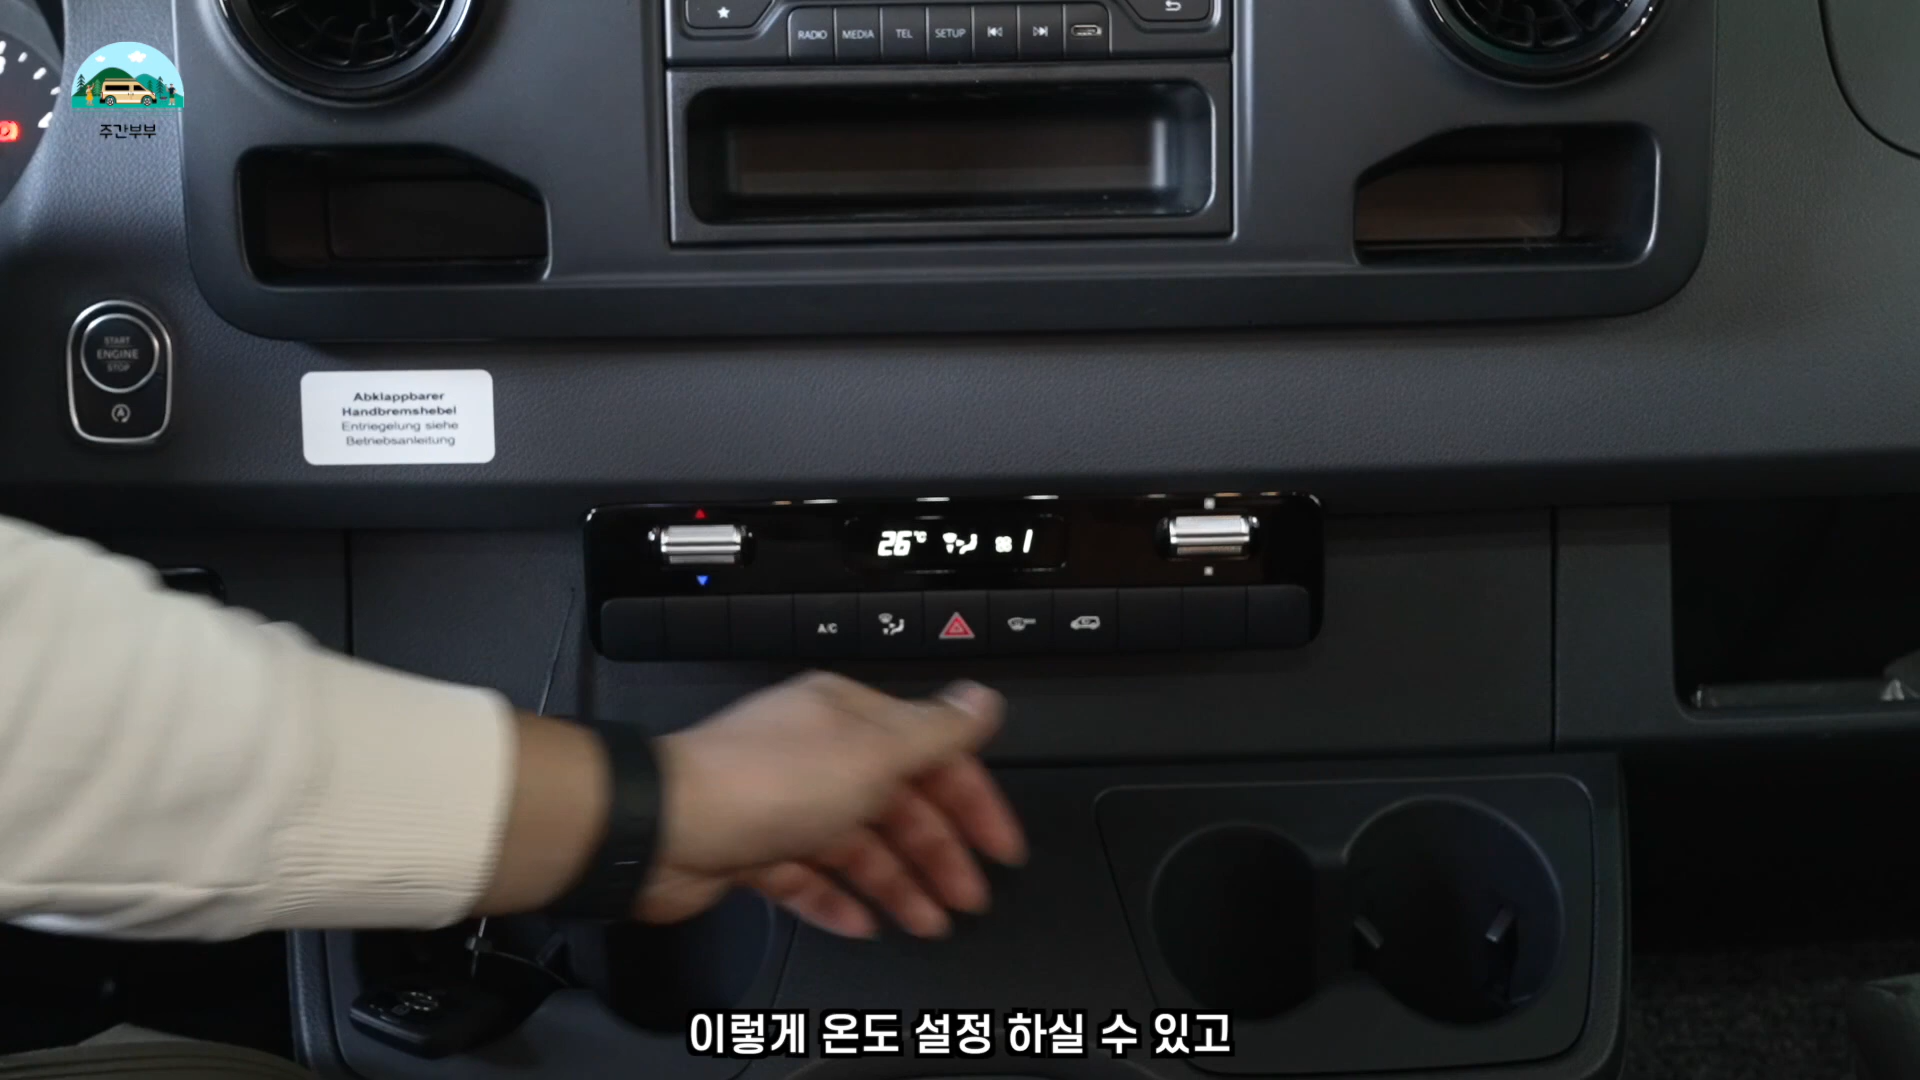 주간부부
RADIO MEDIA TEL SETUP
START
ENGINE
STOP
Abklappbarer
Handbremshebel
Entriegelung siehe
Betriebsanleitung
26°C 1
A/C
이렇게 온도 설정 하실 수 있고